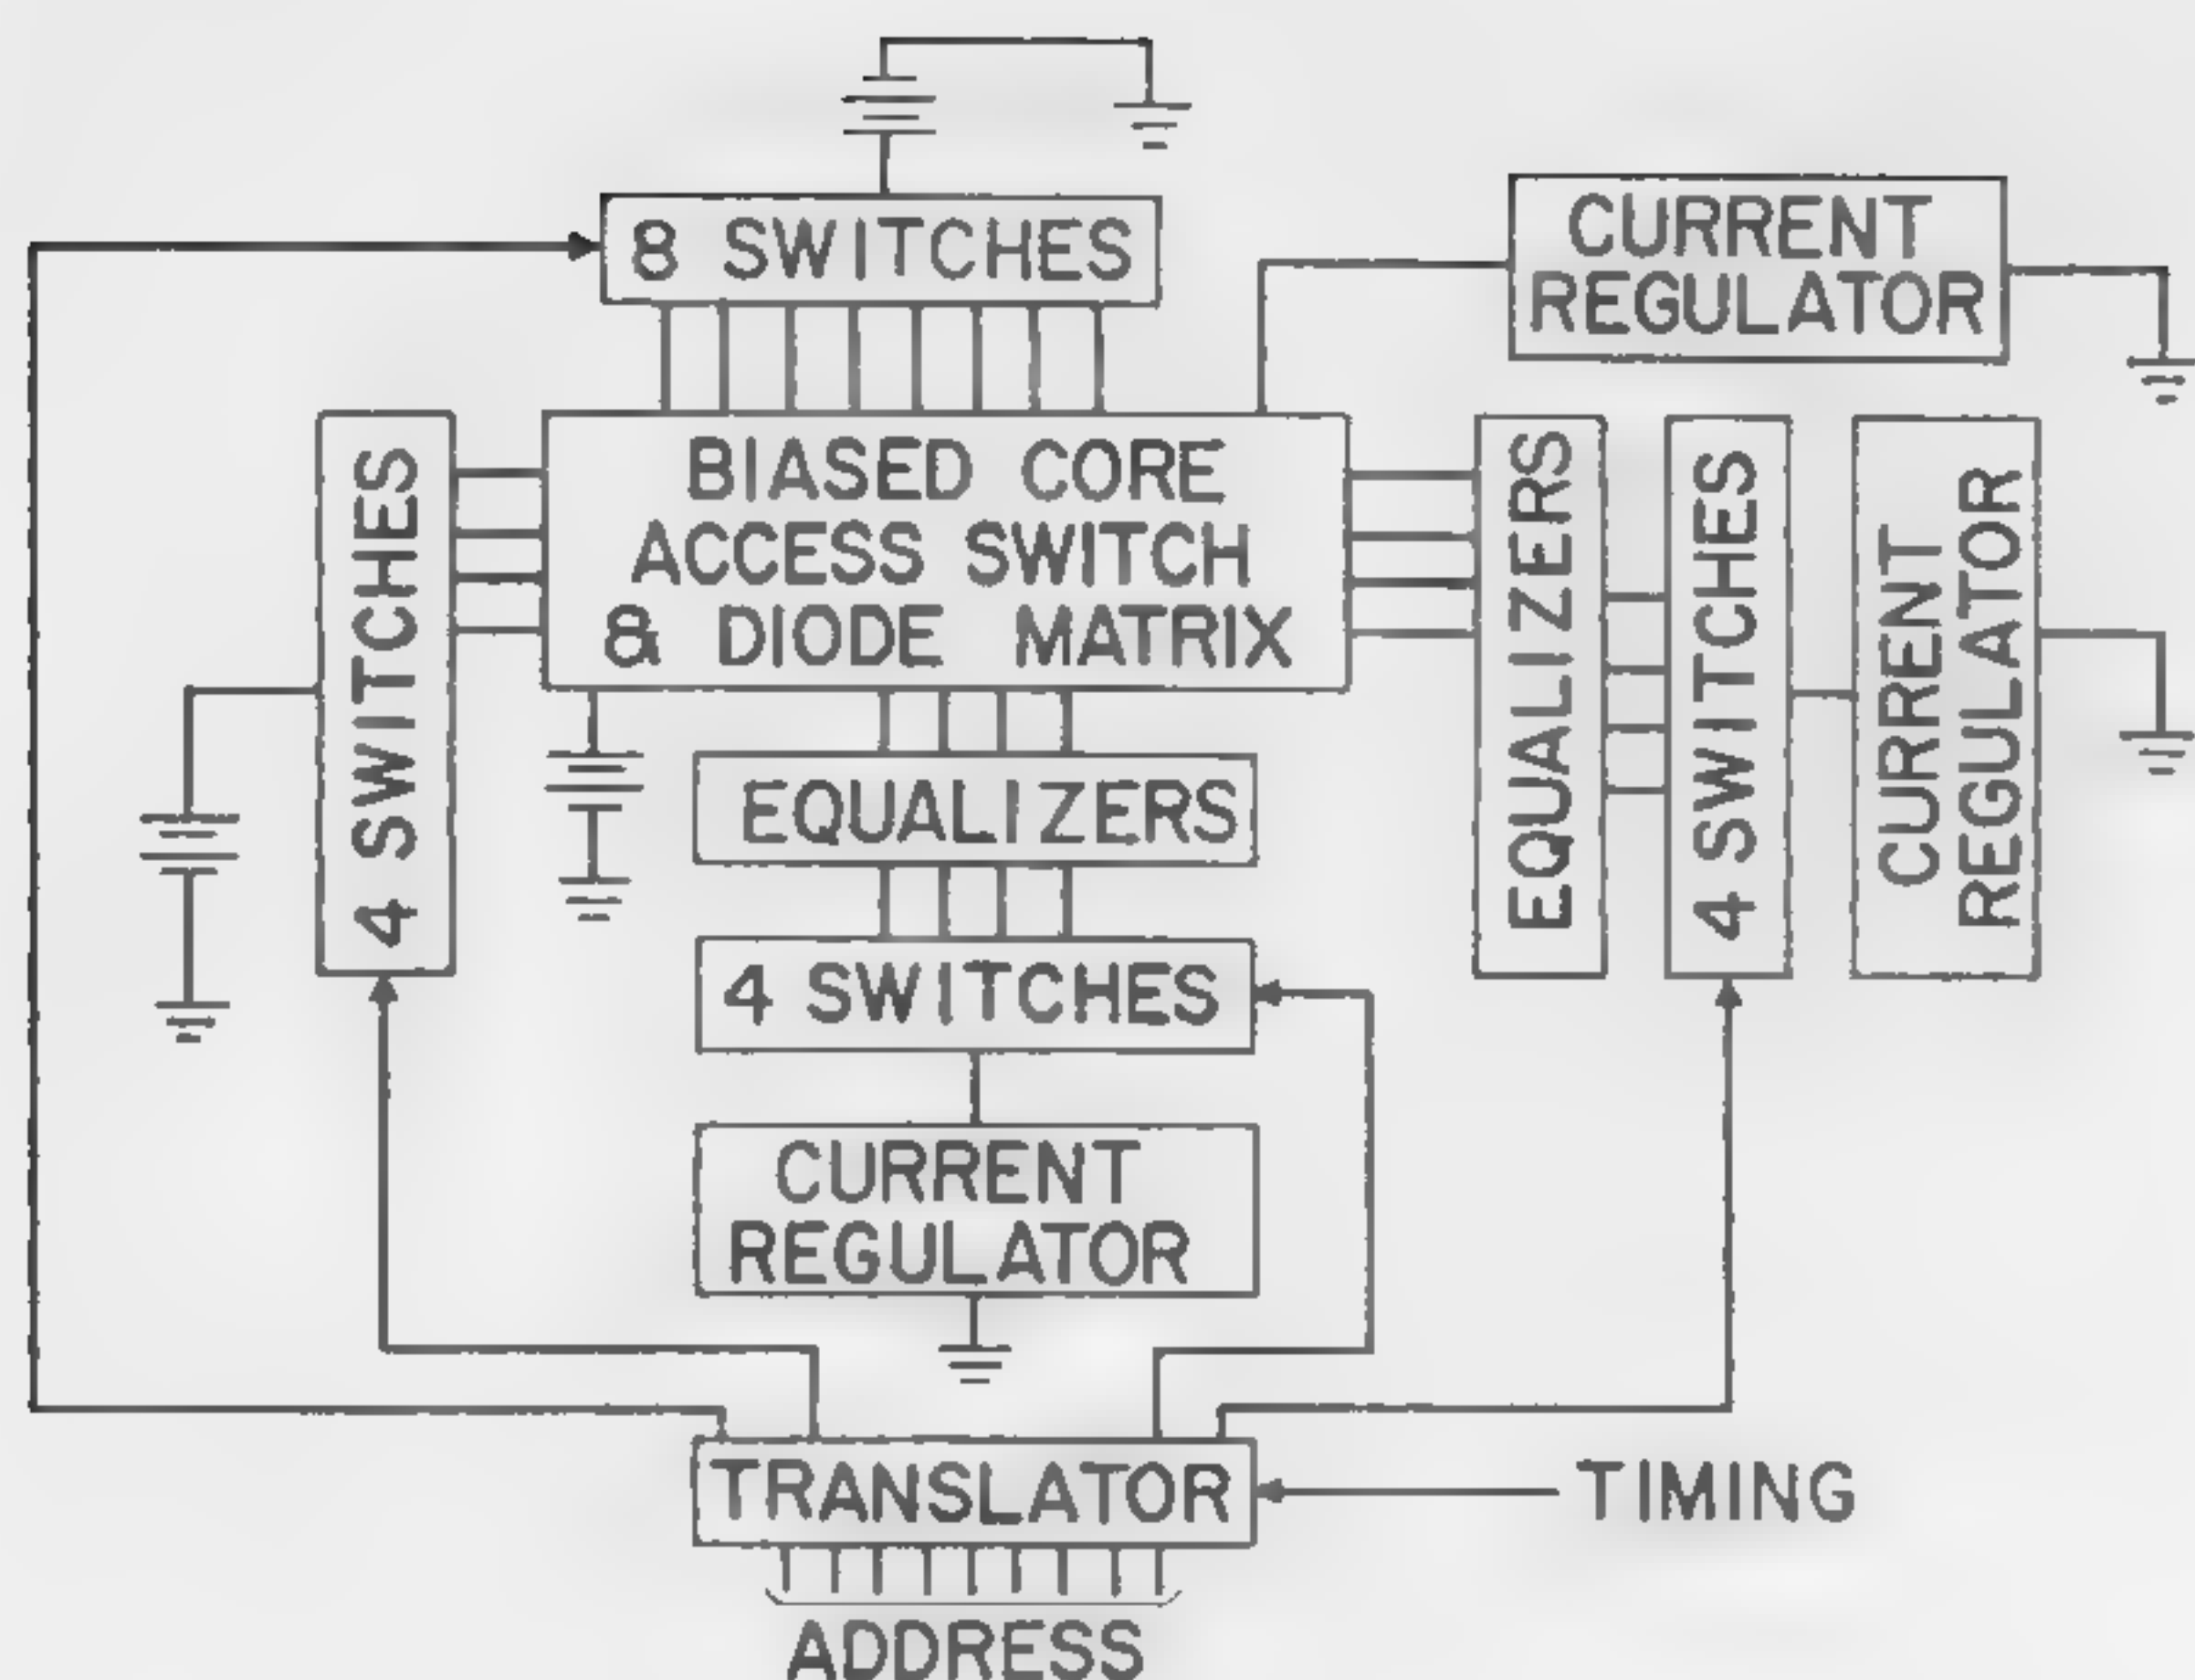 8 SWITCHES
CURRENT
REGULATOR
4 SWITCHES
BIASED CORE
ACCESS SWITCH
& DIODE MATRIX
EQUALIZERS
4 SWITCHES
CURRENT
REGULATOR
EQUALIZERS
4 SWITCHES
CURRENT
REGULATOR
TRANSLATOR
TIMING
ADDRESS